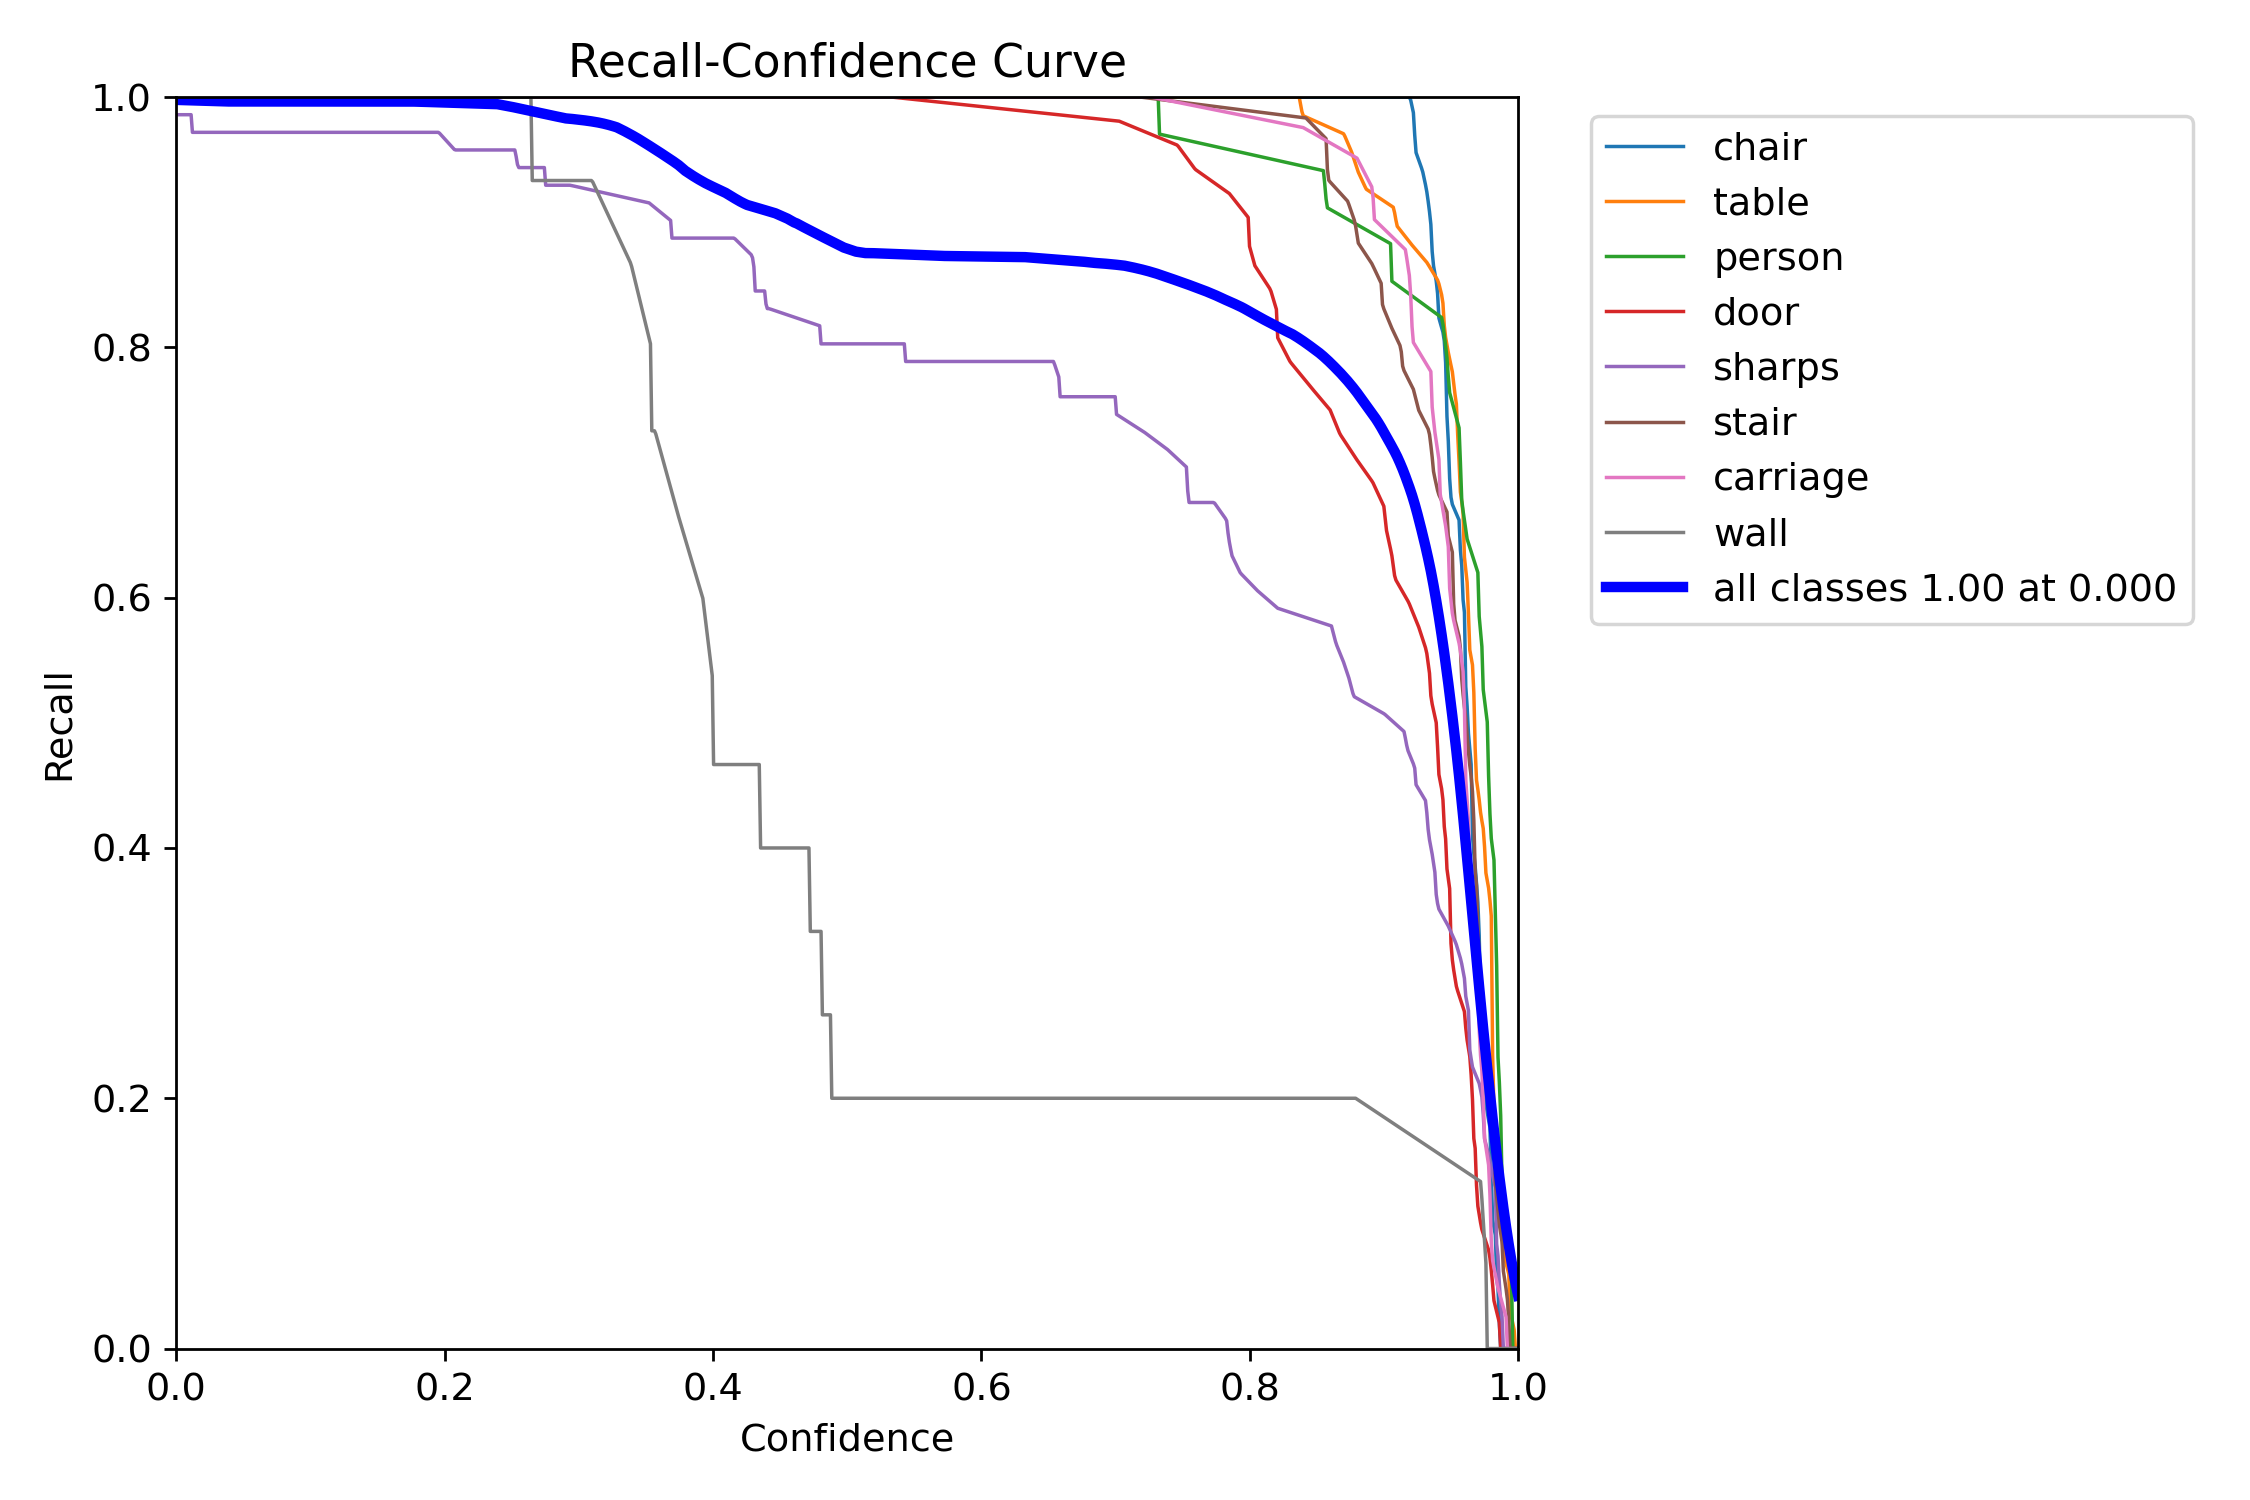 Recall-Confidence Curve
1.0
0.8
0.6
0.4
0.2
0.0
Recall
0.0 0.2 0.4 0.6 0.8 1.0
Confidence
chair
table
person
door
sharps
stair
carriage
wall
all classes 1.00 at 0.000